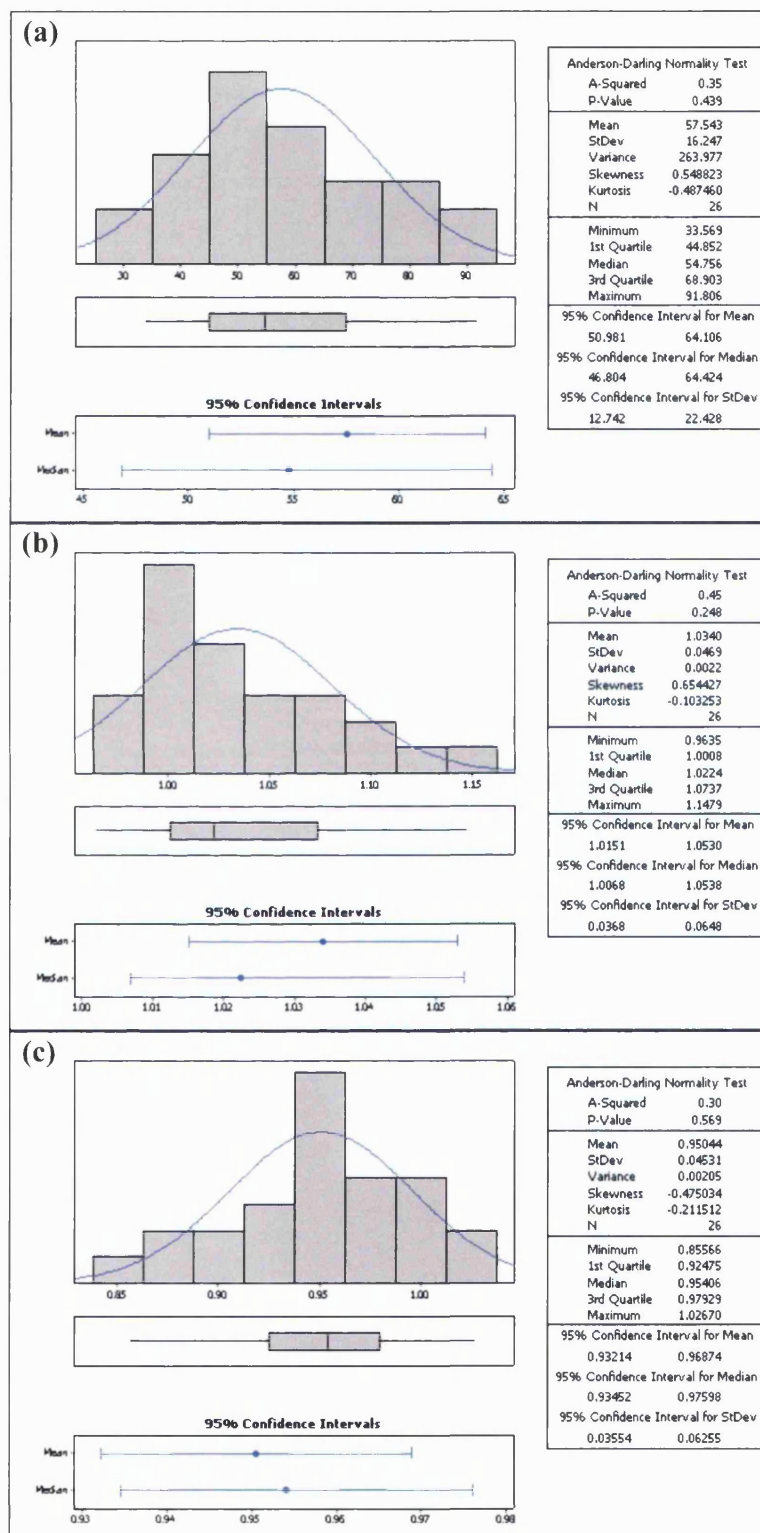 (a)
Anderson-Darling Normality Test
A-Squared 0.35
P-Value 0.439
Mean 57.543
StDev 16.247
Variance 263.977
Skewness 0.548823
Kurtosis -0.487460
N 26
Minimum 33.569
1st Quartile 44.852
Median 54.756
3rd Quartile 68.903
Maximum 91.806
95% Confidence Interval for Mean
50.981 64.106
95% Confidence Interval for Median
46.804 64.424
95% Confidence Interval for StDev
12.742 22.428
30 40 50 60 70 80 90
95% Confidence Intervals
Mean
Median
45 50 55 60 65
(b)
Anderson-Darling Normality Test
A-Squared 0.45
P-Value 0.248
Mean 1.0340
StDev 0.0469
Variance 0.0022
Skewness 0.654427
Kurtosis -0.103253
N 26
Minimum 0.9635
1st Quartile 1.0008
Median 1.0224
3rd Quartile 1.0737
Maximum 1.1479
95% Confidence Interval for Mean
1.0151 1.0530
95% Confidence Interval for Median
1.0068 1.0538
95% Confidence Interval for StDev
0.0368 0.0648
1.00 1.05 1.10 1.15
95% Confidence Intervals
Mean
Median
1.00 1.01 1.02 1.03 1.04 1.05 1.06
(c)
Anderson-Darling Normality Test
A-Squared 0.30
P-Value 0.569
Mean 0.95044
StDev 0.04531
Variance 0.00205
Skewness -0.475034
Kurtosis -0.211512
N 26
Minimum 0.85566
1st Quartile 0.92475
Median 0.95406
3rd Quartile 0.97929
Maximum 1.02670
95% Confidence Interval for Mean
0.93214 0.96874
95% Confidence Interval for Median
0.93452 0.97598
95% Confidence Interval for StDev
0.03554 0.06255
0.85 0.90 0.95 1.00
95% Confidence Intervals
Mean
Median
0.93 0.94 0.95 0.96 0.97 0.98